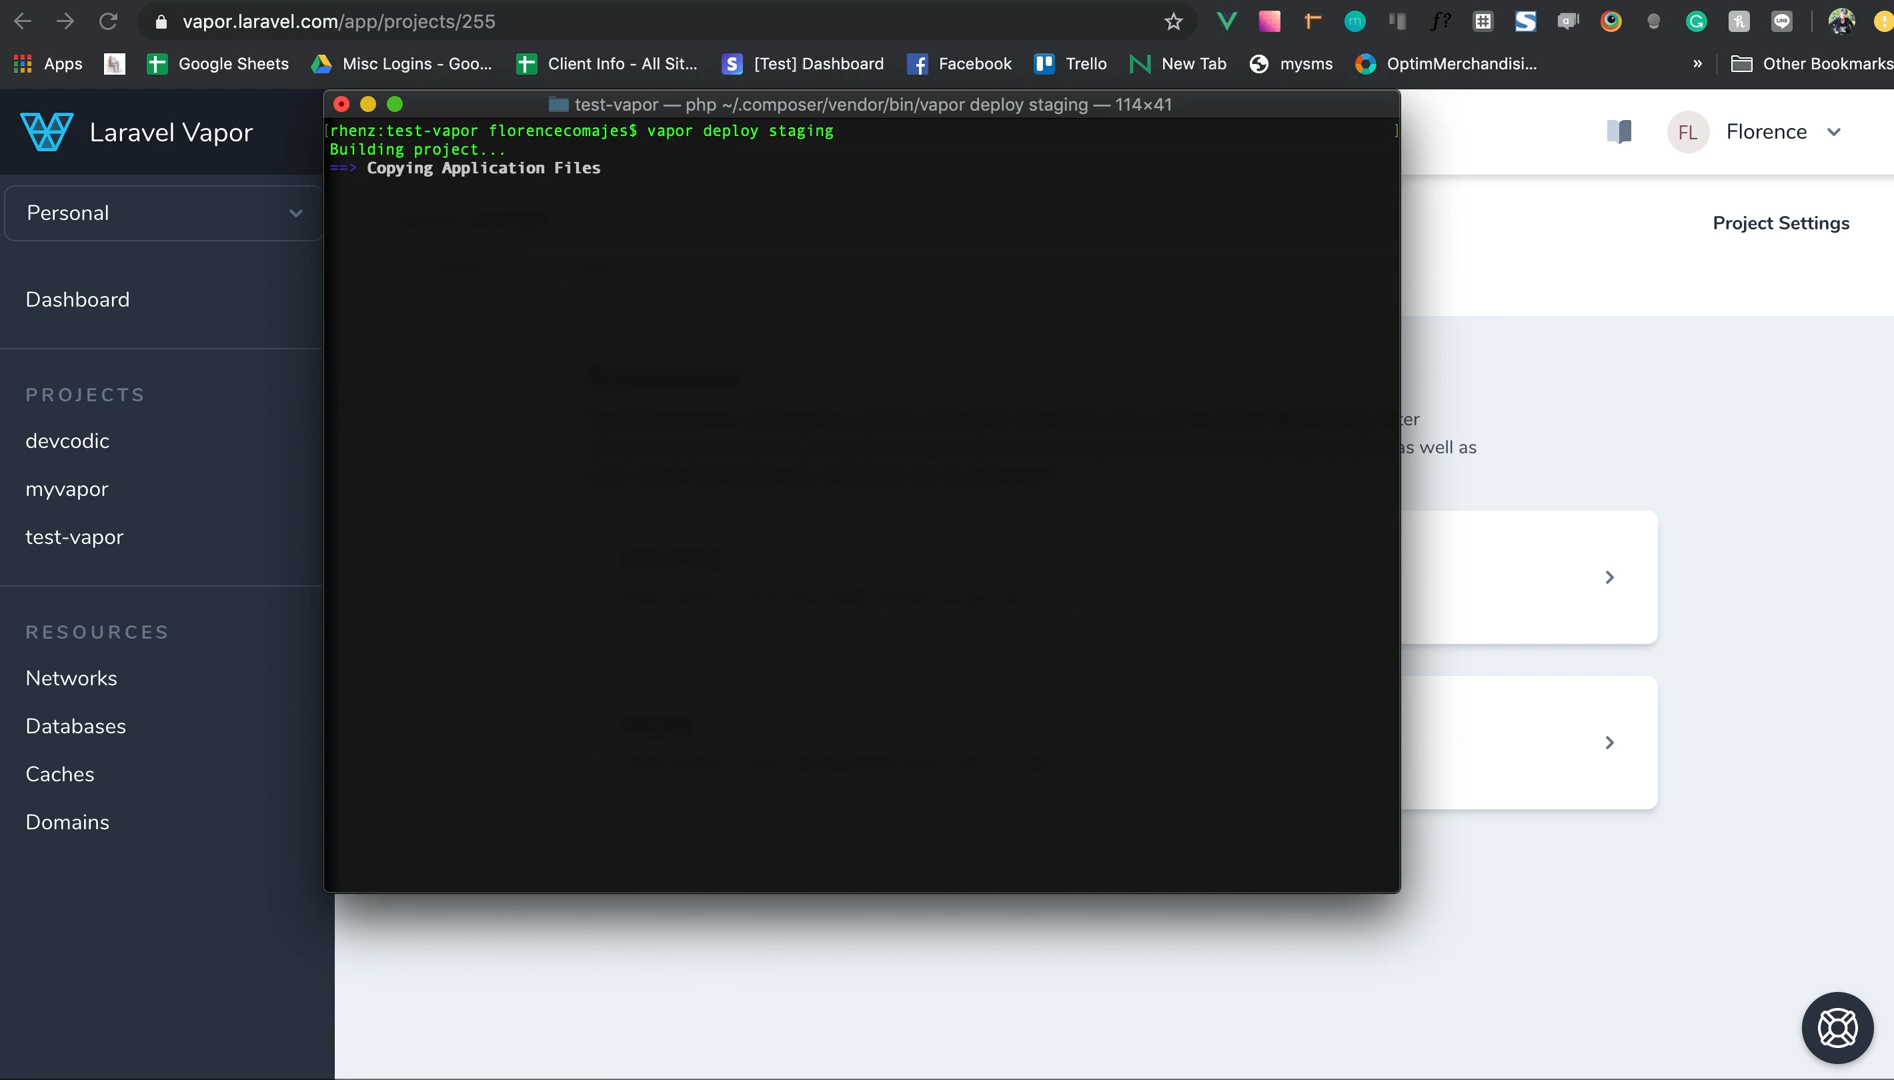 vapor.laravel.com/app/projects/255
f?
Apps
Google Sheets
Misc Logins - Goo...
Client Info - All Sit...
S
[Test] Dashboard
Facebook
Trello
New Tab
mysms
OptimMerchandisi...
»
Other Bookmarks
test-vapor — php ~/.composer/vendor/bin/vapor deploy staging — 114×41
[rhenz:test-vapor florencecomajes$ vapor deploy staging ]
Building project...
==> Copying Application Files
Laravel Vapor
FL
Florence
Personal
Project Settings
Dashboard
PROJECTS
devcodic
myvapor
test-vapor
ter
as well as
RESOURCES
Networks
Databases
Caches
Domains